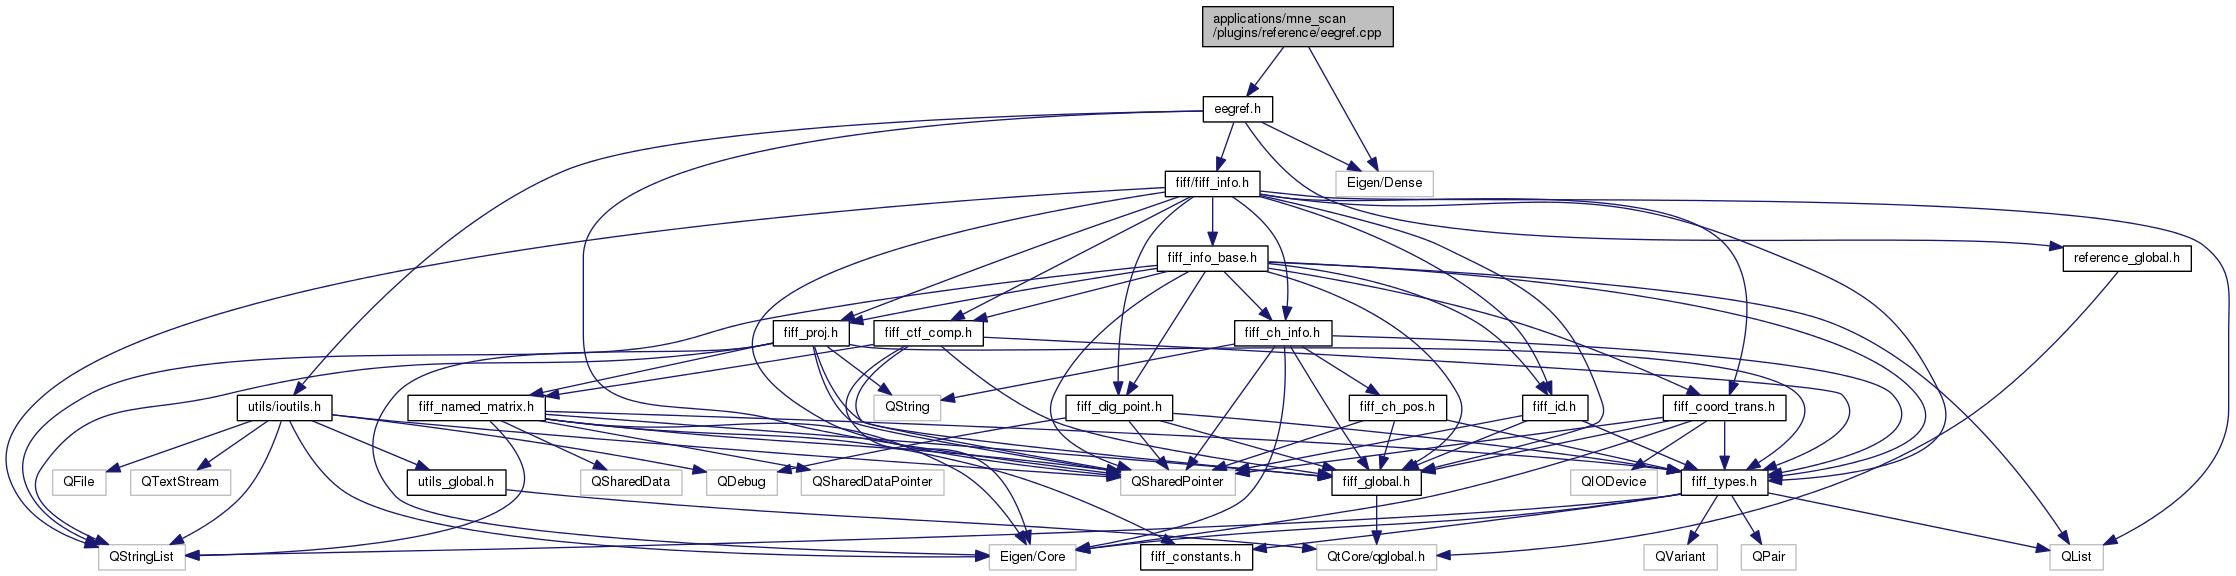 applications/mne_scan
/plugins/reference/eegref.cpp
eegref.h
fiff/fiff_info.h
Eigen/Dense
fiff_info_base.h
reference_global.h
fiff_proj.h
fiff_ctf_comp.h
fiff_ch_info.h
utils/ioutils.h
fiff_named_matrix.h
QString
fiff_dig_point.h
fiff_ch_pos.h
fiff_id.h
fiff_coord_trans.h
QFile
QTextStream
utils_global.h
QSharedData
QDebug
QSharedDataPointer
QSharedPointer
fiff_global.h
QIODevice
fiff_types.h
QStringList
Eigen/Core
fiff_constants.h
QtCore/qglobal.h
QVariant
QPair
QList